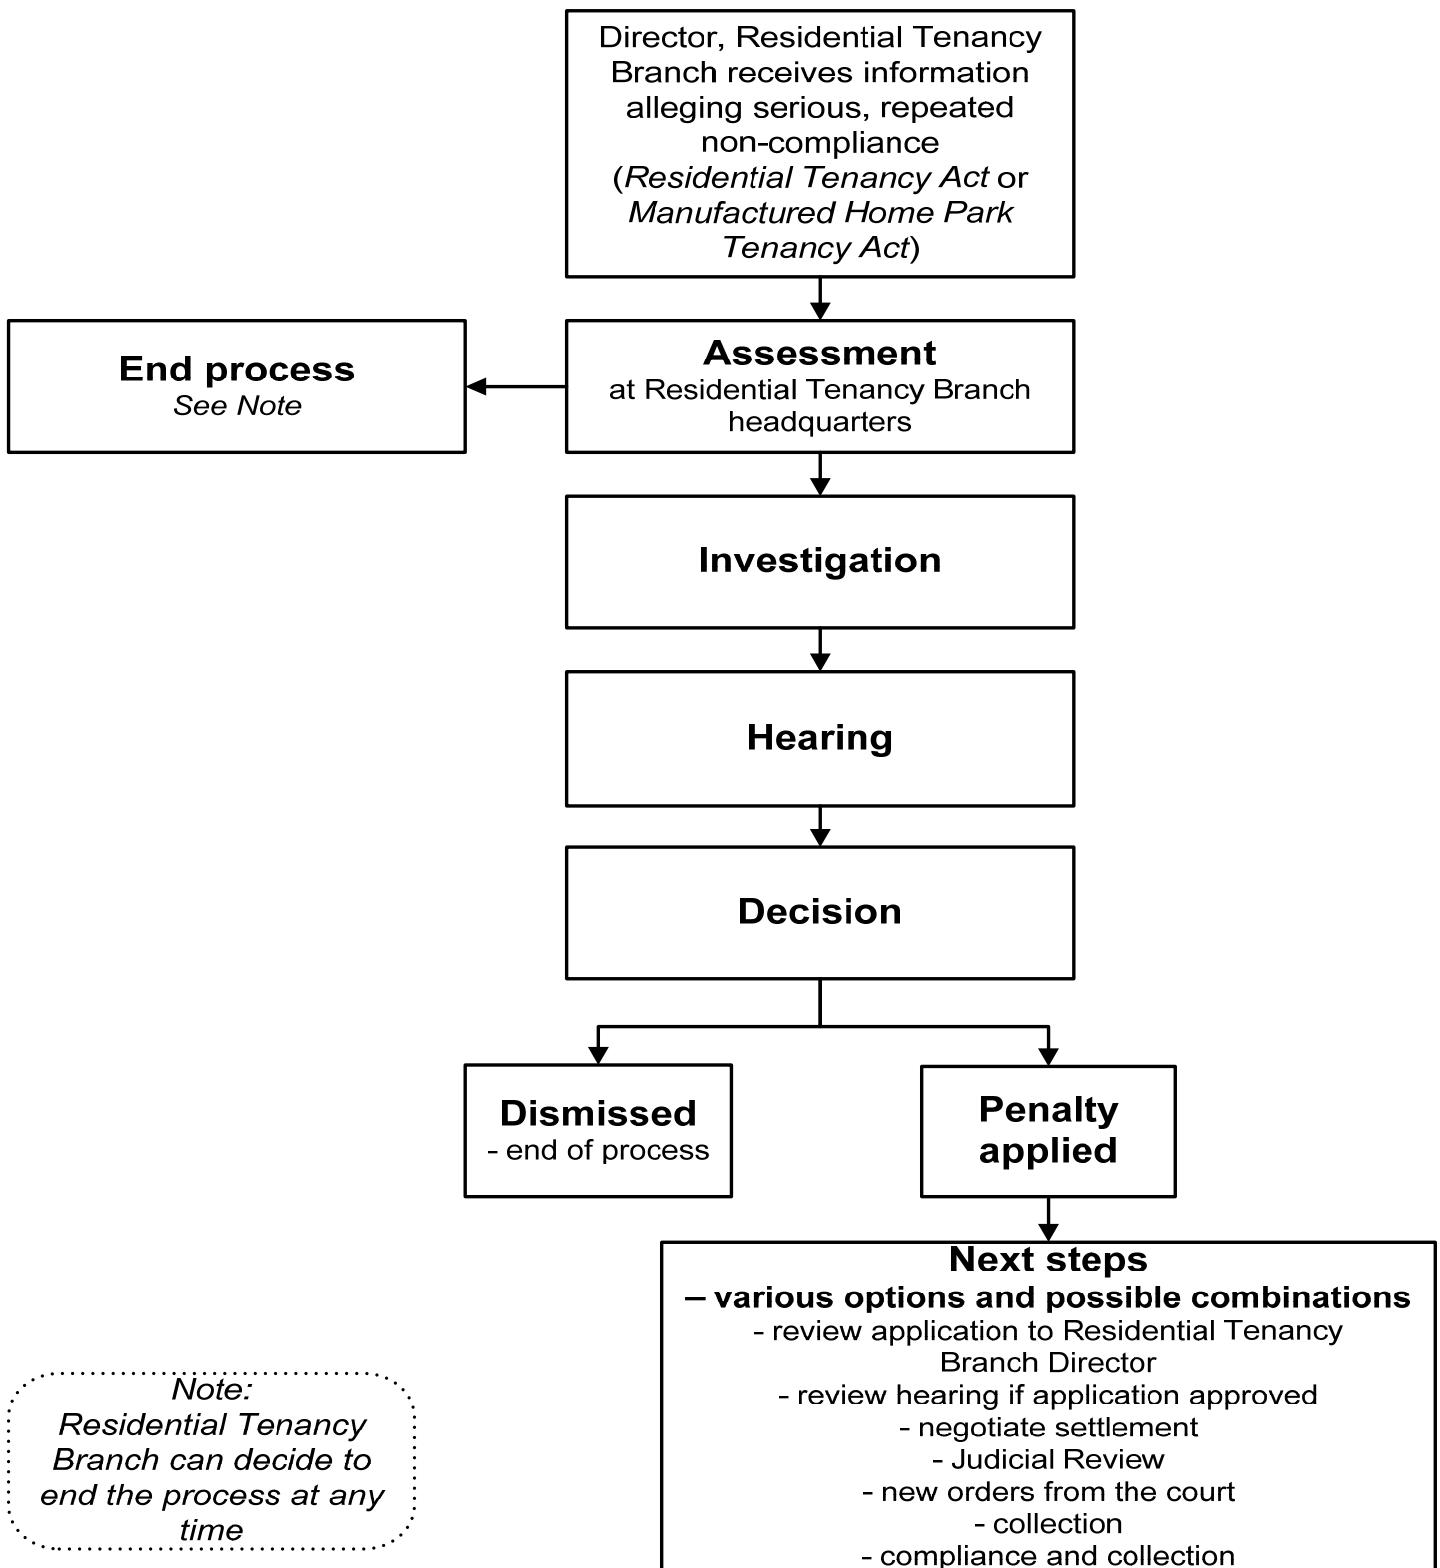 Director, Residential Tenancy
Branch receives information
alleging serious, repeated
non-compliance
(Residential Tenancy Act or
Manufactured Home Park
Tenancy Act)
End process
See Note
Assessment
at Residential Tenancy Branch
headquarters
Investigation
Hearing
Decision
Dismissed
- end of process
Penalty
applied
Next steps
– various options and possible combinations
- review application to Residential Tenancy
Branch Director
- review hearing if application approved
- negotiate settlement
- Judicial Review
- new orders from the court
- collection
- compliance and collection
Note:
Residential Tenancy
Branch can decide to
end the process at any
time